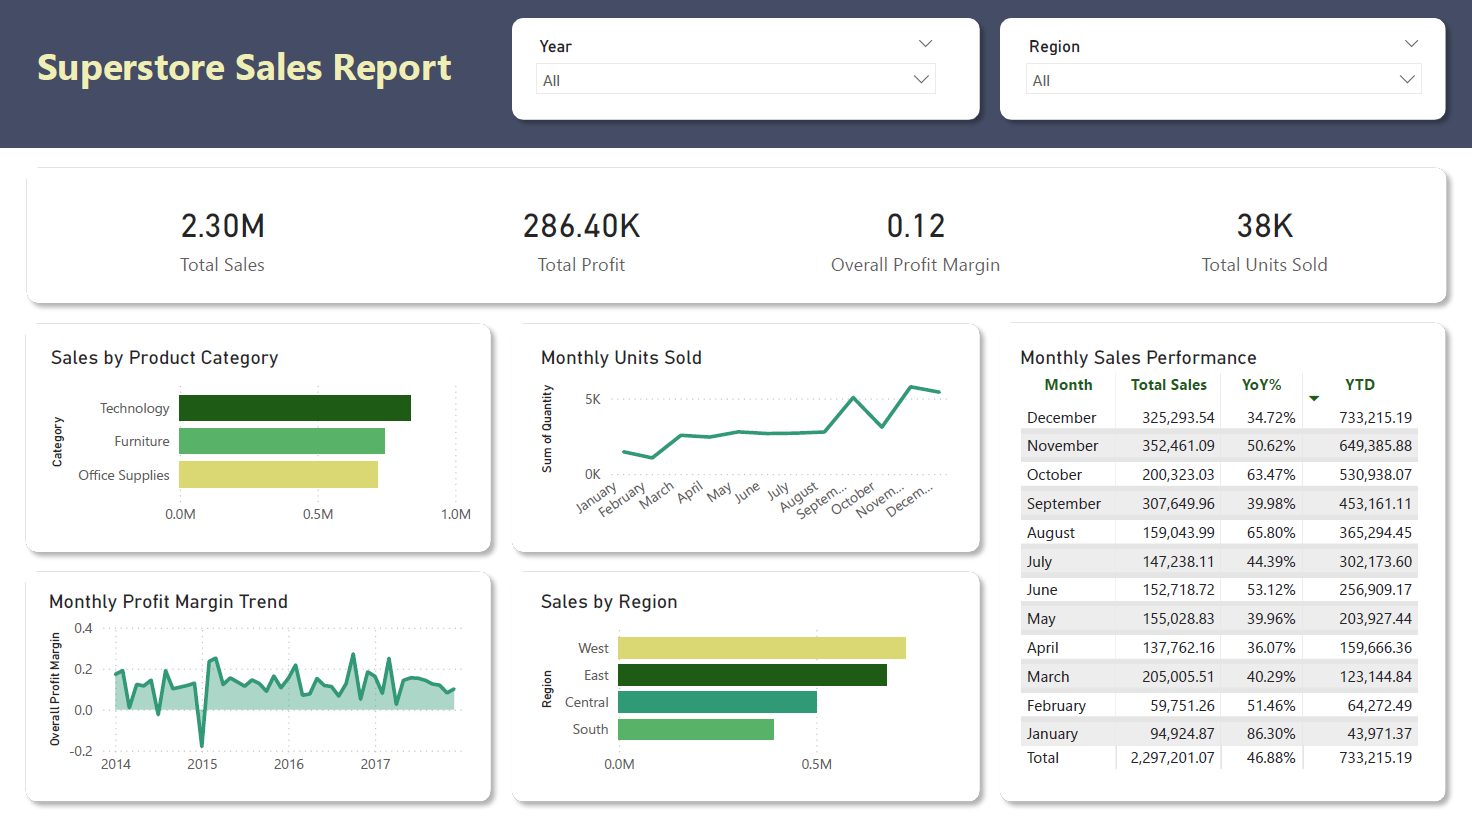 Superstore Sales Report
Year
All
Region
All
2.30M
Total Sales
286.40K
Total Profit
0.12
Overall Profit Margin
38K
Total Units Sold
Sales by Product Category
Category
Technology
Furniture
Office Supplies
0.0M 0.5M 1.0M
Monthly Units Sold
Sum of Quantity
5K
0K
January February March April May June July August Septem... October Novem... Decem...
Monthly Sales Performance
Month Total Sales YoY% YTD
December 325,293.54 34.72% 733,215.19
November 352,461.09 50.62% 649,385.88
October 200,323.03 63.47% 530,938.07
September 307,649.96 39.98% 453,161.11
August 159,043.99 65.80% 365,294.45
July 147,238.11 44.39% 302,173.60
June 152,718.72 53.12% 256,909.17
May 155,028.83 39.96% 203,927.44
April 137,762.16 36.07% 159,666.36
March 205,005.51 40.29% 123,144.84
February 59,751.26 51.46% 64,272.49
January 94,924.87 86.30% 43,971.37
Total 2,297,201.07 46.88% 733,215.19
Monthly Profit Margin Trend
Overall Profit Margin
0.4
0.2
0.0
-0.2
2014 2015 2016 2017
Sales by Region
Region
West
East
Central
South
0.0M 0.5M